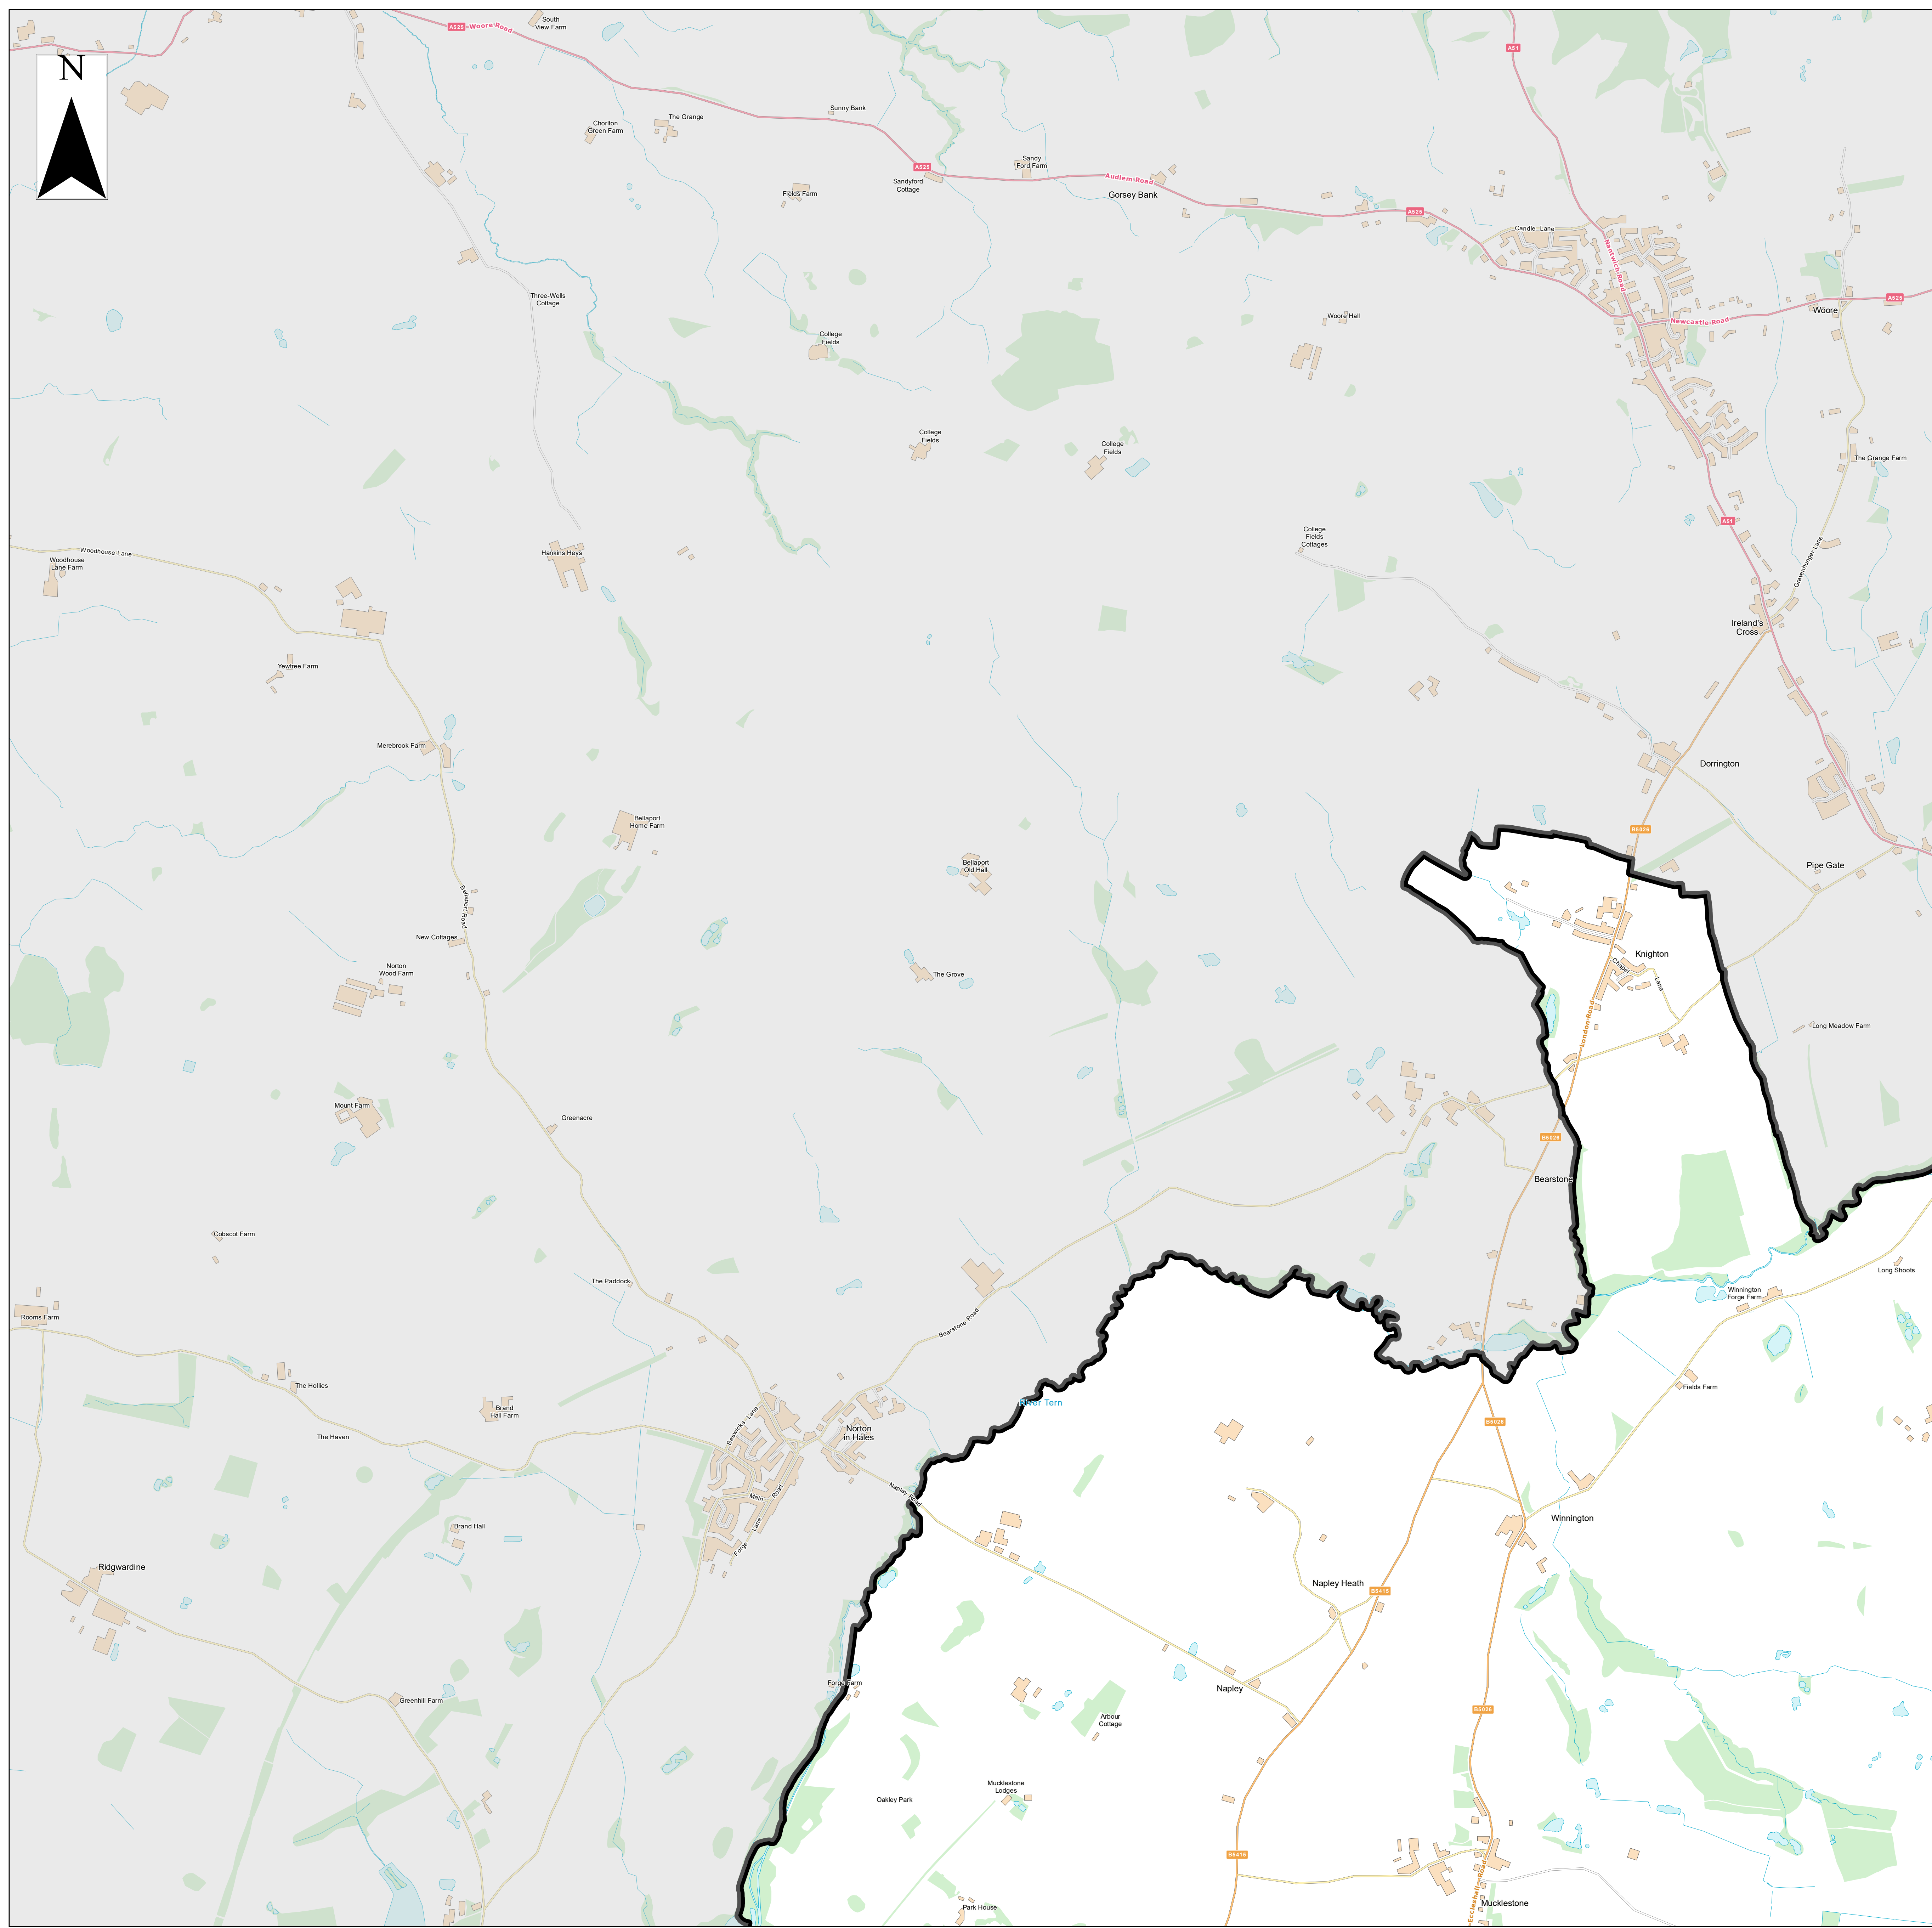 South
View Farm
A525
Woore Road
A51
N
Sunny Bank
The Grange
Chorlton
Green Farm
Sandy
Ford Farm
A525
Sandyford
Cottage
Audlem Road
Fields Farm
Gorsey Bank
A525
Candle Lane
Nantwich Road
Three-Wells
Cottage
A525
Woore
Woore Hall
Newcastle Road
College
Fields
College
Fields
College
Fields
The Grange Farm
A51
College
Fields
Cottages
Woodhouse Lane
Hankins Heys
Woodhouse
Lane Farm
Gravenhunger Lane
Ireland's
Cross
Yewtree Farm
Merebrook Farm
Dorrington
Bellaport
Home Farm
B5026
Bellaport
Old Hall
Pipe Gate
Bellaport Road
New Cottages
Knighton
Chapel
Lane
Norton
Wood Farm
The Grove
London Road
Long Meadow Farm
Mount Farm
Greenacre
B5026
Bearstone
Cobscot Farm
Long Shoots
The Paddock
Winnington
Forge Farm
Rooms Farm
Bearstone Road
The Hollies
Fields Farm
River Tern
Brand
Hall Farm
Beswicks Lane
B5026
The Haven
Norton
in Hales
Napley Road
Main
Road
Winnington
Brand Hall
Lane
Forge
Ridgwardine
Napley Heath
B5415
Forge Farm
Napley
Greenhill Farm
B5026
Arbour
Cottage
Mucklestone
Lodges
Oakley Park
B5415
Eccleshall Road
Mucklestone
Park House